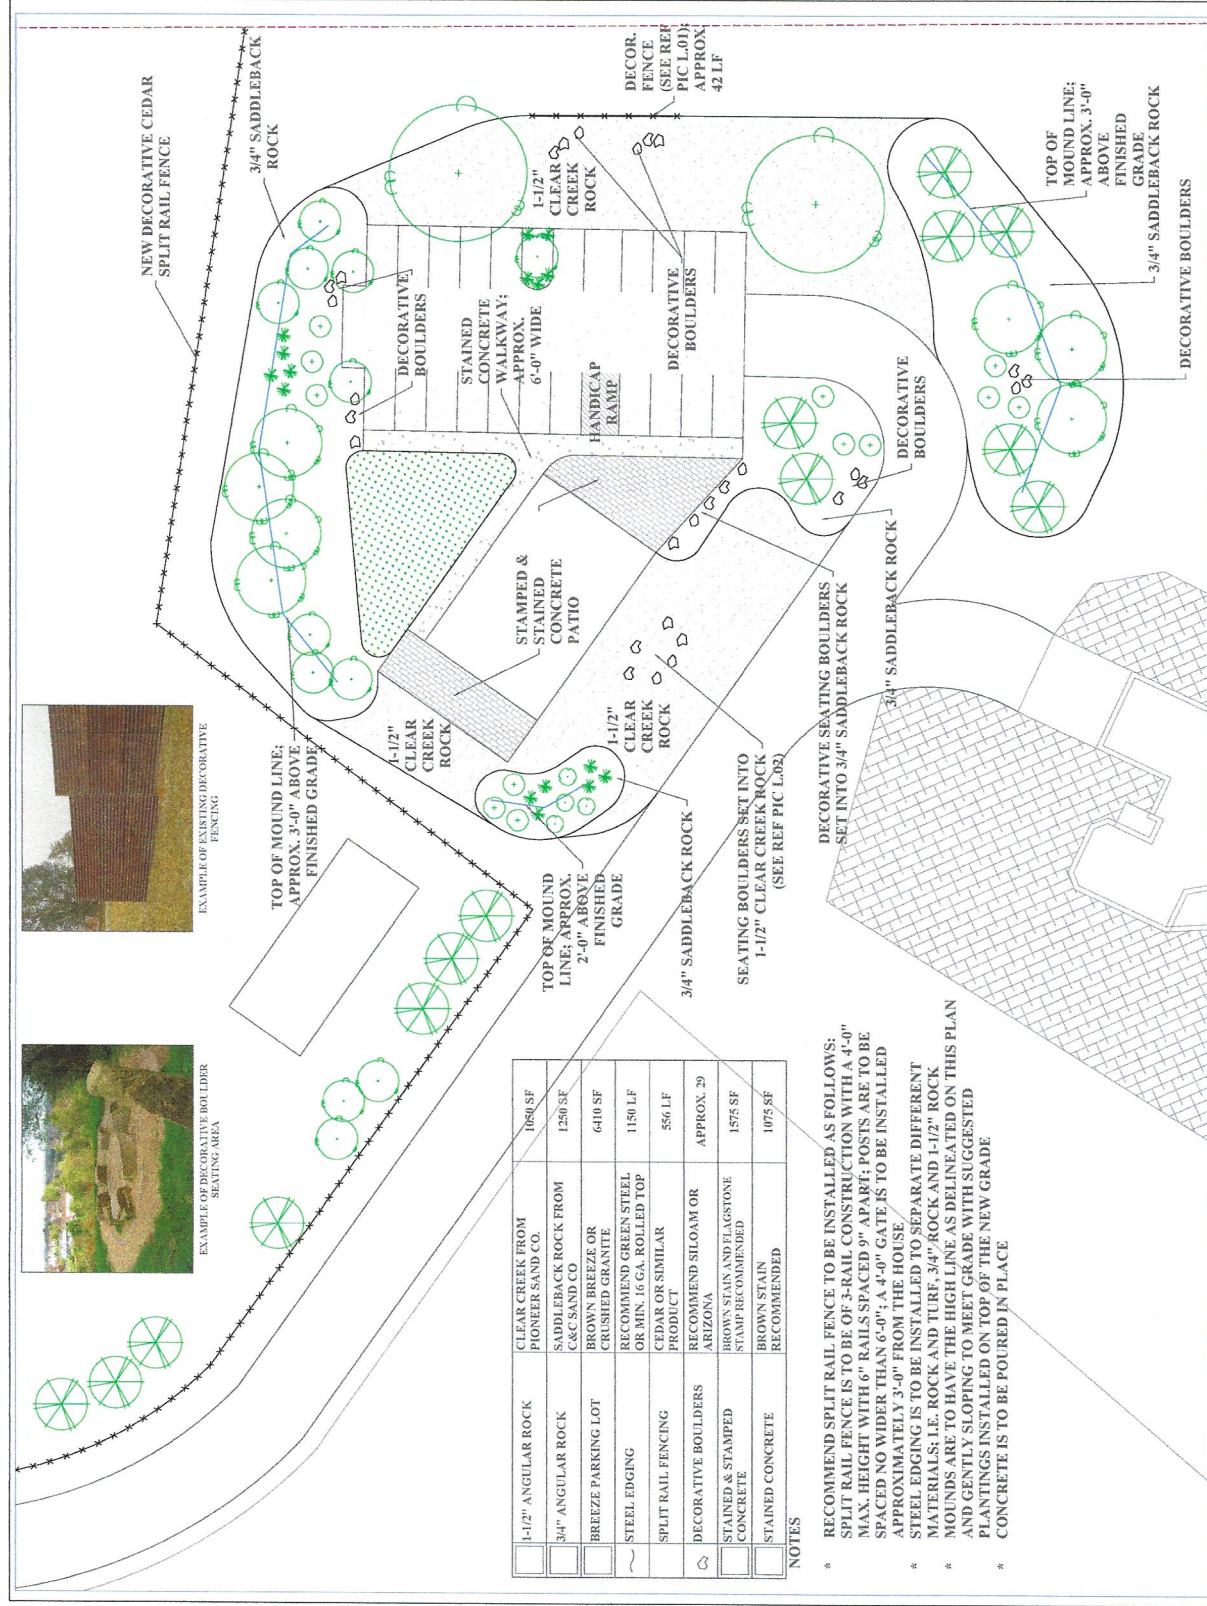 EXAMPLE OF DECORATIVE BOULDER
SEATING AREA
EXAMPLE OF EXISTING DECORATIVE
FENCING
NEW DECORATIVE CEDAR
SPLIT RAIL FENCE
3/4" SADDLEBACK
ROCK
TOP OF MOUND LINE;
APPROX. 3'-0" ABOVE
FINISHED GRADE
1-1/2"
CLEAR
CREEK
ROCK
DECORATIVE
BOULDERS
STAINED
CONCRETE
WALKWAY;
APPROX.
6'-0" WIDE
STAMPED &
STAINED
CONCRETE
PATIO
HANDICAP
RAMP
1-1/2"
CLEAR
CREEK
ROCK
DECOR.
FENCE
(SEE REF
PIC L.01);
APPROX
42 LF
DECORATIVE
BOULDERS
TOP OF MOUND
LINE; APPROX.
2'-0" ABOVE
FINISHED
GRADE
1-1/2"
CLEAR
CREEK
ROCK
3/4" SADDLEBACK ROCK
SEATING BOULDERS SET INTO
1-1/2" CLEAR CREEK ROCK
(SEE REF PIC L.02)
DECORATIVE SEATING BOULDERS
SET INTO 3/4" SADDLEBACK ROCK
3/4" SADDLEBACK ROCK
DECORATIVE
BOULDERS
TOP OF
MOUND LINE;
APPROX. 3'-0"
ABOVE
FINISHED
GRADE
3/4" SADDLEBACK ROCK
DECORATIVE BOULDERS
1-1/2" ANGULAR ROCK
CLEAR CREEK FROM
PIONEER SAND CO.
1050 SF
3/4" ANGULAR ROCK
SADDLEBACK ROCK FROM
C&C SAND CO
1250 SF
BREEZE PARKING LOT
BROWN BREEZE OR
CRUSHED GRANITE
6410 SF
STEEL EDGING
RECOMMEND GREEN STEEL
OR MIN. 16 GA. ROLLED TOP
1150 LF
SPLIT RAIL FENCING
CEDAR OR SIMILAR
PRODUCT
556 LF
DECORATIVE BOULDERS
RECOMMEND SILOAM OR
ARIZONA
APPROX. 29
STAINED & STAMPED
CONCRETE
BROWN STAIN AND FLAGSTONE
STAMP RECOMMENDED
1575 SF
STAINED CONCRETE
BROWN STAIN
RECOMMENDED
1075 SF
NOTES
* RECOMMEND SPLIT RAIL FENCE TO BE INSTALLED AS FOLLOWS:
SPLIT RAIL FENCE IS TO BE OF 3-RAIL CONSTRUCTION WITH A 4'-0"
MAX. HEIGHT WITH 6" RAILS SPACED 9" APART; POSTS ARE TO BE
SPACED NO WIDER THAN 6'-0"; A 4'-0" GATE IS TO BE INSTALLED
APPROXIMATELY 3'-0" FROM THE HOUSE
* STEEL EDGING IS TO BE INSTALLED TO SEPARATE DIFFERENT
MATERIALS; I.E. ROCK AND TURF, 3/4" ROCK AND 1-1/2" ROCK
* MOUNDS ARE TO HAVE THE HIGH LINE AS DELINEATED ON THIS PLAN
AND GENTLY SLOPING TO MEET GRADE WITH SUGGESTED
PLANTINGS INSTALLED ON TOP OF THE NEW GRADE
* CONCRETE IS TO BE POURED IN PLACE